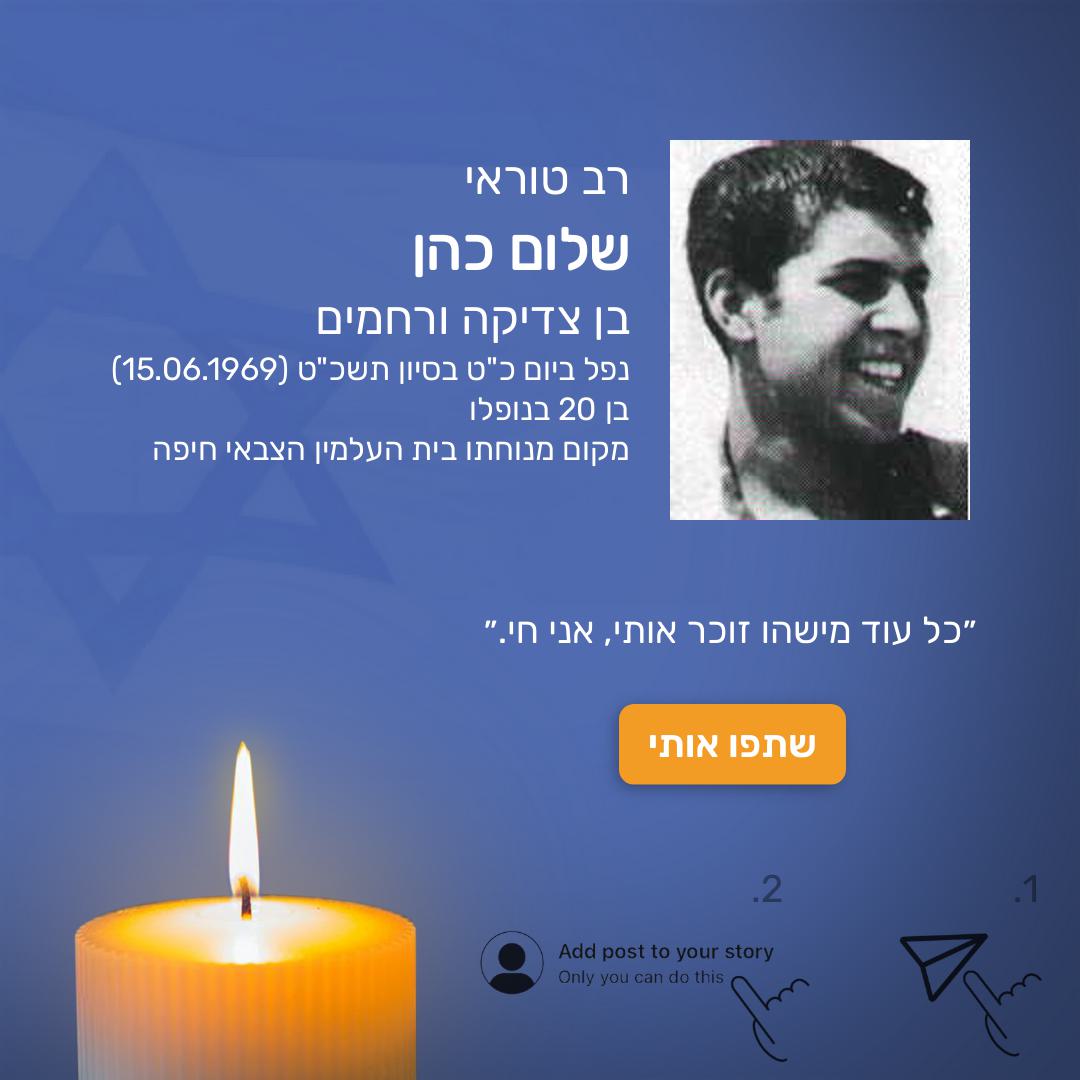 רב טוראי
שלום כהן
בן צדיקה ורחמים
נפל ביום כ"ט בסיון תשכ"ט (15.06.1969)
בן 20 בנופלו
מקום מנוחתו בית העלמין הצבאי חיפה
״כל עוד מישהו זוכר אותי, אני חי.״
שתפו אותי
1.
2.
Add post to your story
Only you can do this